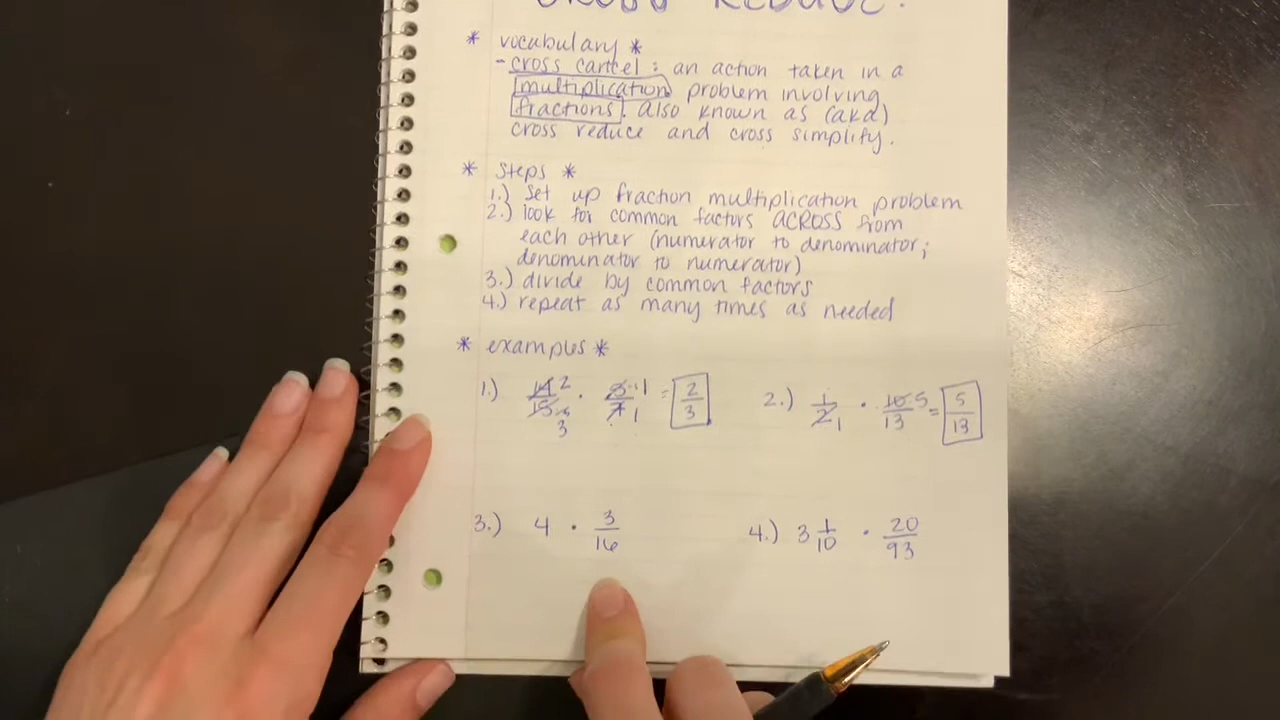 CROSS REDUCE:
* vocabulary *
- cross cancel: an action taken in a
multiplication problem involving
fractions. also known as (aka)
cross reduce and cross simplify.
* steps *
1.) set up fraction multiplication problem
2.) look for common factors ACROSS from
each other (numerator to denominator;
denominator to numerator)
3.) divide by common factors
4.) repeat as many times as needed
* examples *
1.) 14/15 2 3 · 5/7 1 1 = 2/3 2.) 1/2 1 · 10/13 5 = 5/13
3.) 4 · 3/16 4.) 3 1/10 · 20/93